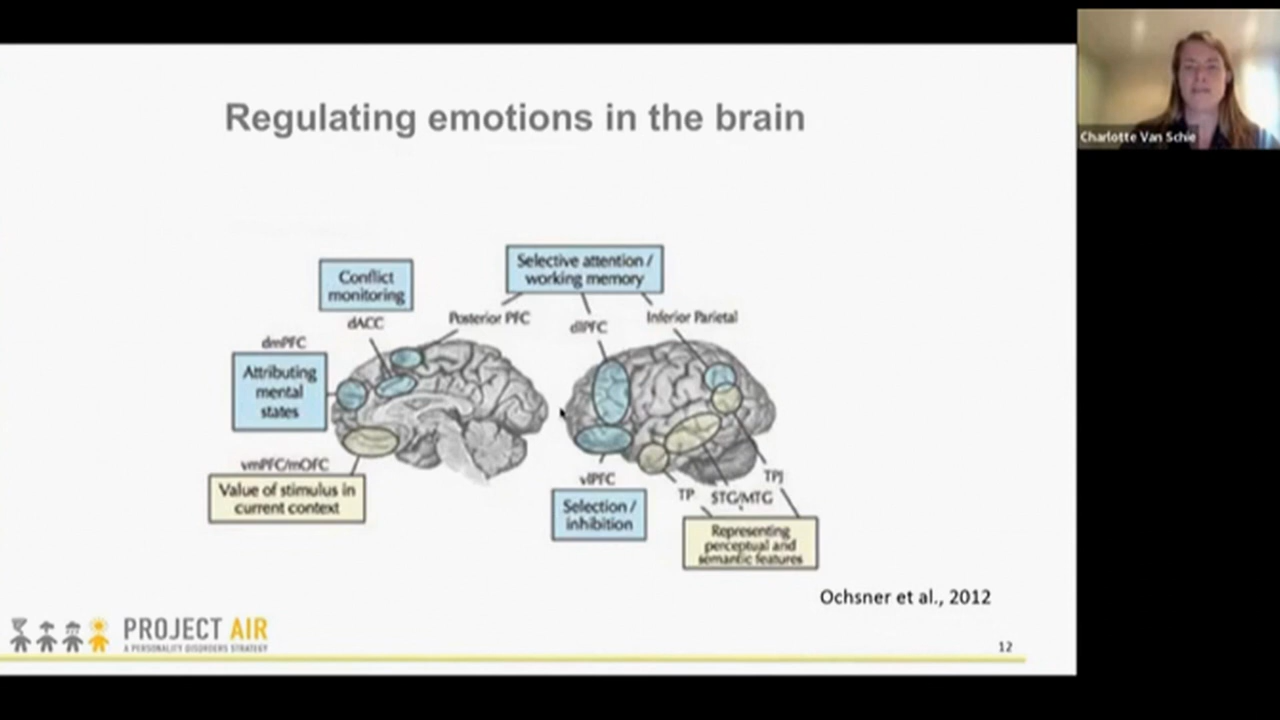 Charlotte Van Schie
Regulating emotions in the brain
Conflict
monitoring
dACC
Selective attention /
working memory
Posterior PFC
dlPFC
Inferior Parietal
dmPFC
Attributing
mental
states
vmPFC/mOFC
Value of stimulus in
current context
vlPFC
Selection /
inhibition
TP
STG/MTG
TPJ
Representing
perceptual and
semantic features
Ochsner et al., 2012
PROJECT AIR
A PERSONALITY DISORDERS STRATEGY
12